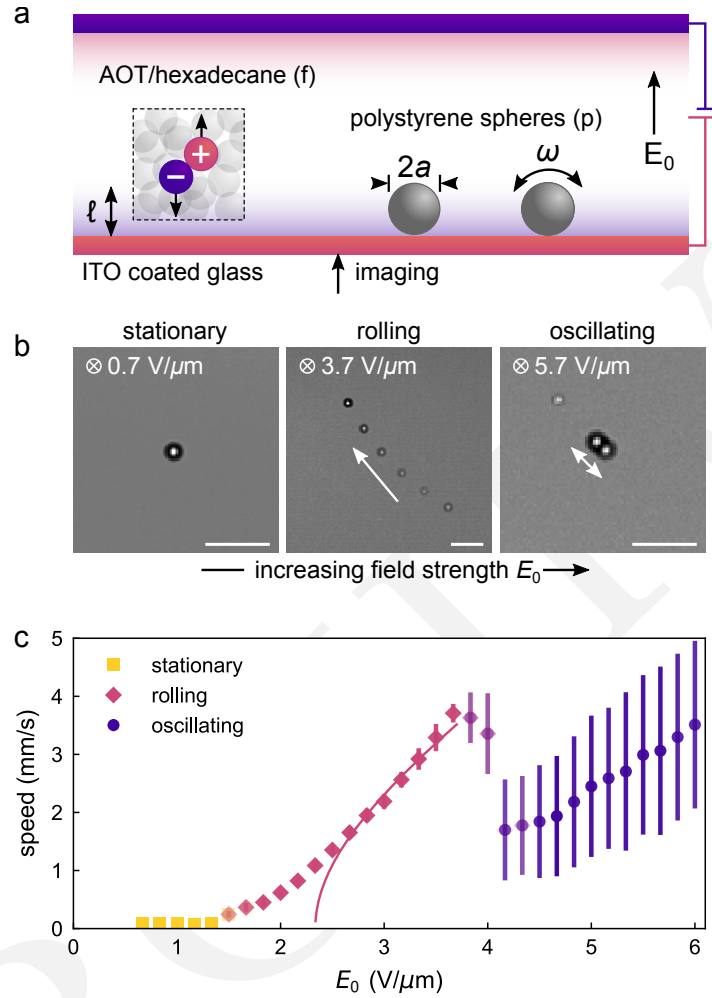 a
AOT/hexadecane (f)
polystyrene spheres (p)
E₀
+
−
2a
ω
ℓ
ITO coated glass
imaging
b
stationary
rolling
oscillating
⊗ 0.7 V/μm
⊗ 3.7 V/μm
⊗ 5.7 V/μm
increasing field strength E₀
c
5
4
3
2
1
0
speed (mm/s)
stationary
rolling
oscillating
0
1
2
3
4
5
6
E₀ (V/μm)